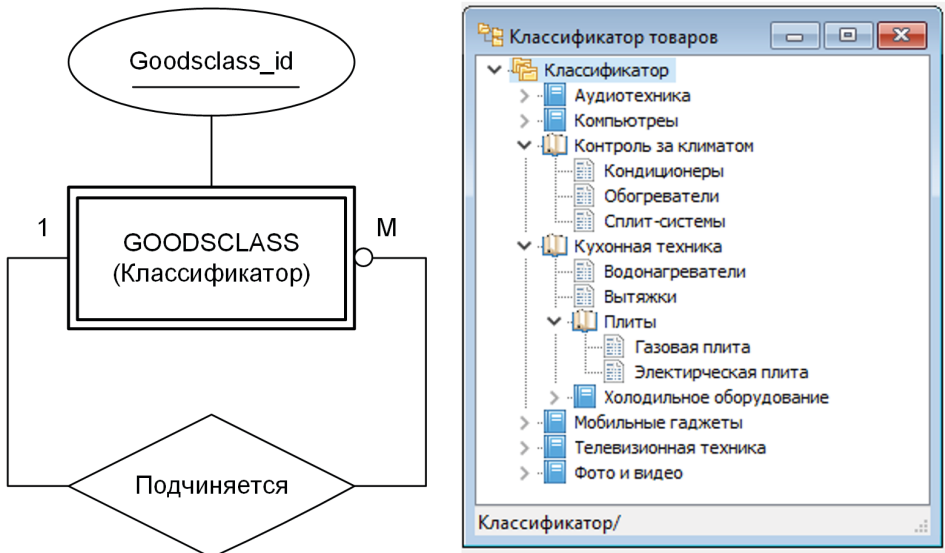 Goodsclass_id
1
M
GOODSCLASS
(Классификатор)
Подчиняется
Классификатор товаров
Классификатор
Аудиотехника
Компьютреы
Контроль за климатом
Кондиционеры
Обогреватели
Сплит-системы
Кухонная техника
Водонагреватели
Вытяжки
Плиты
Газовая плита
Электирческая плита
Холодильное оборудование
Мобильные гаджеты
Телевизионная техника
Фото и видео
Классификатор/